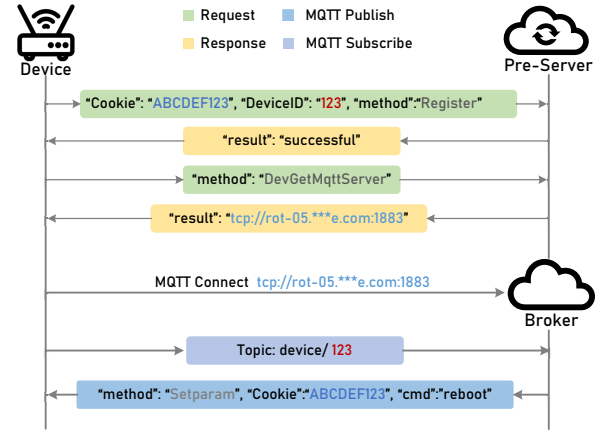 Request
MQTT Publish
Response
MQTT Subscribe
Device
Pre-Server
“Cookie”: “ABCDEF123”, “DeviceID”: “123”, “method”:“Register”
“result”: “successful”
“method”: “DevGetMqttServer”
“result”: “tcp://rot-05.***e.com:1883”
MQTT Connect tcp://rot-05.***e.com:1883
Broker
Topic: device/ 123
“method”: “Setparam”, “Cookie”:“ABCDEF123”, “cmd”:”reboot”